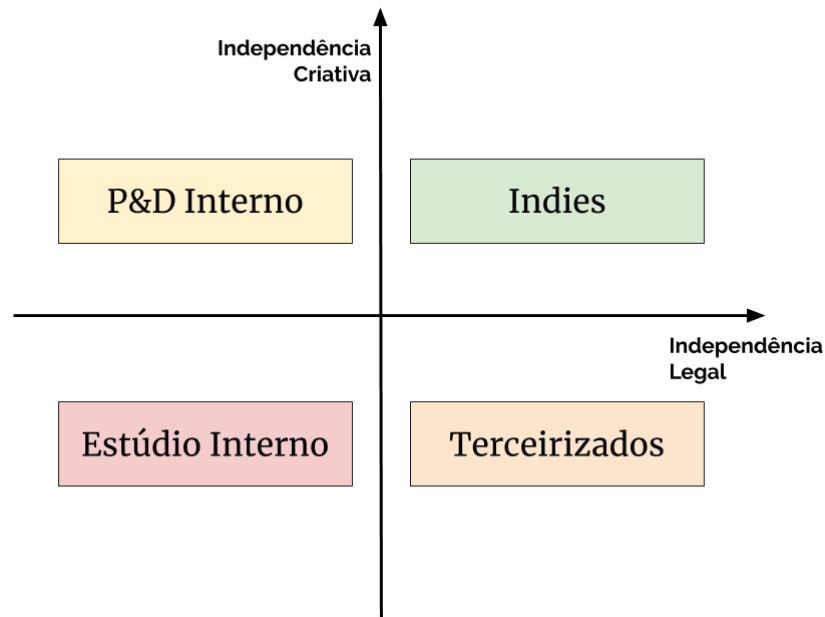 Independência
Criativa
P&D Interno
Indies
Independência
Legal
Estúdio Interno
Terceirizados